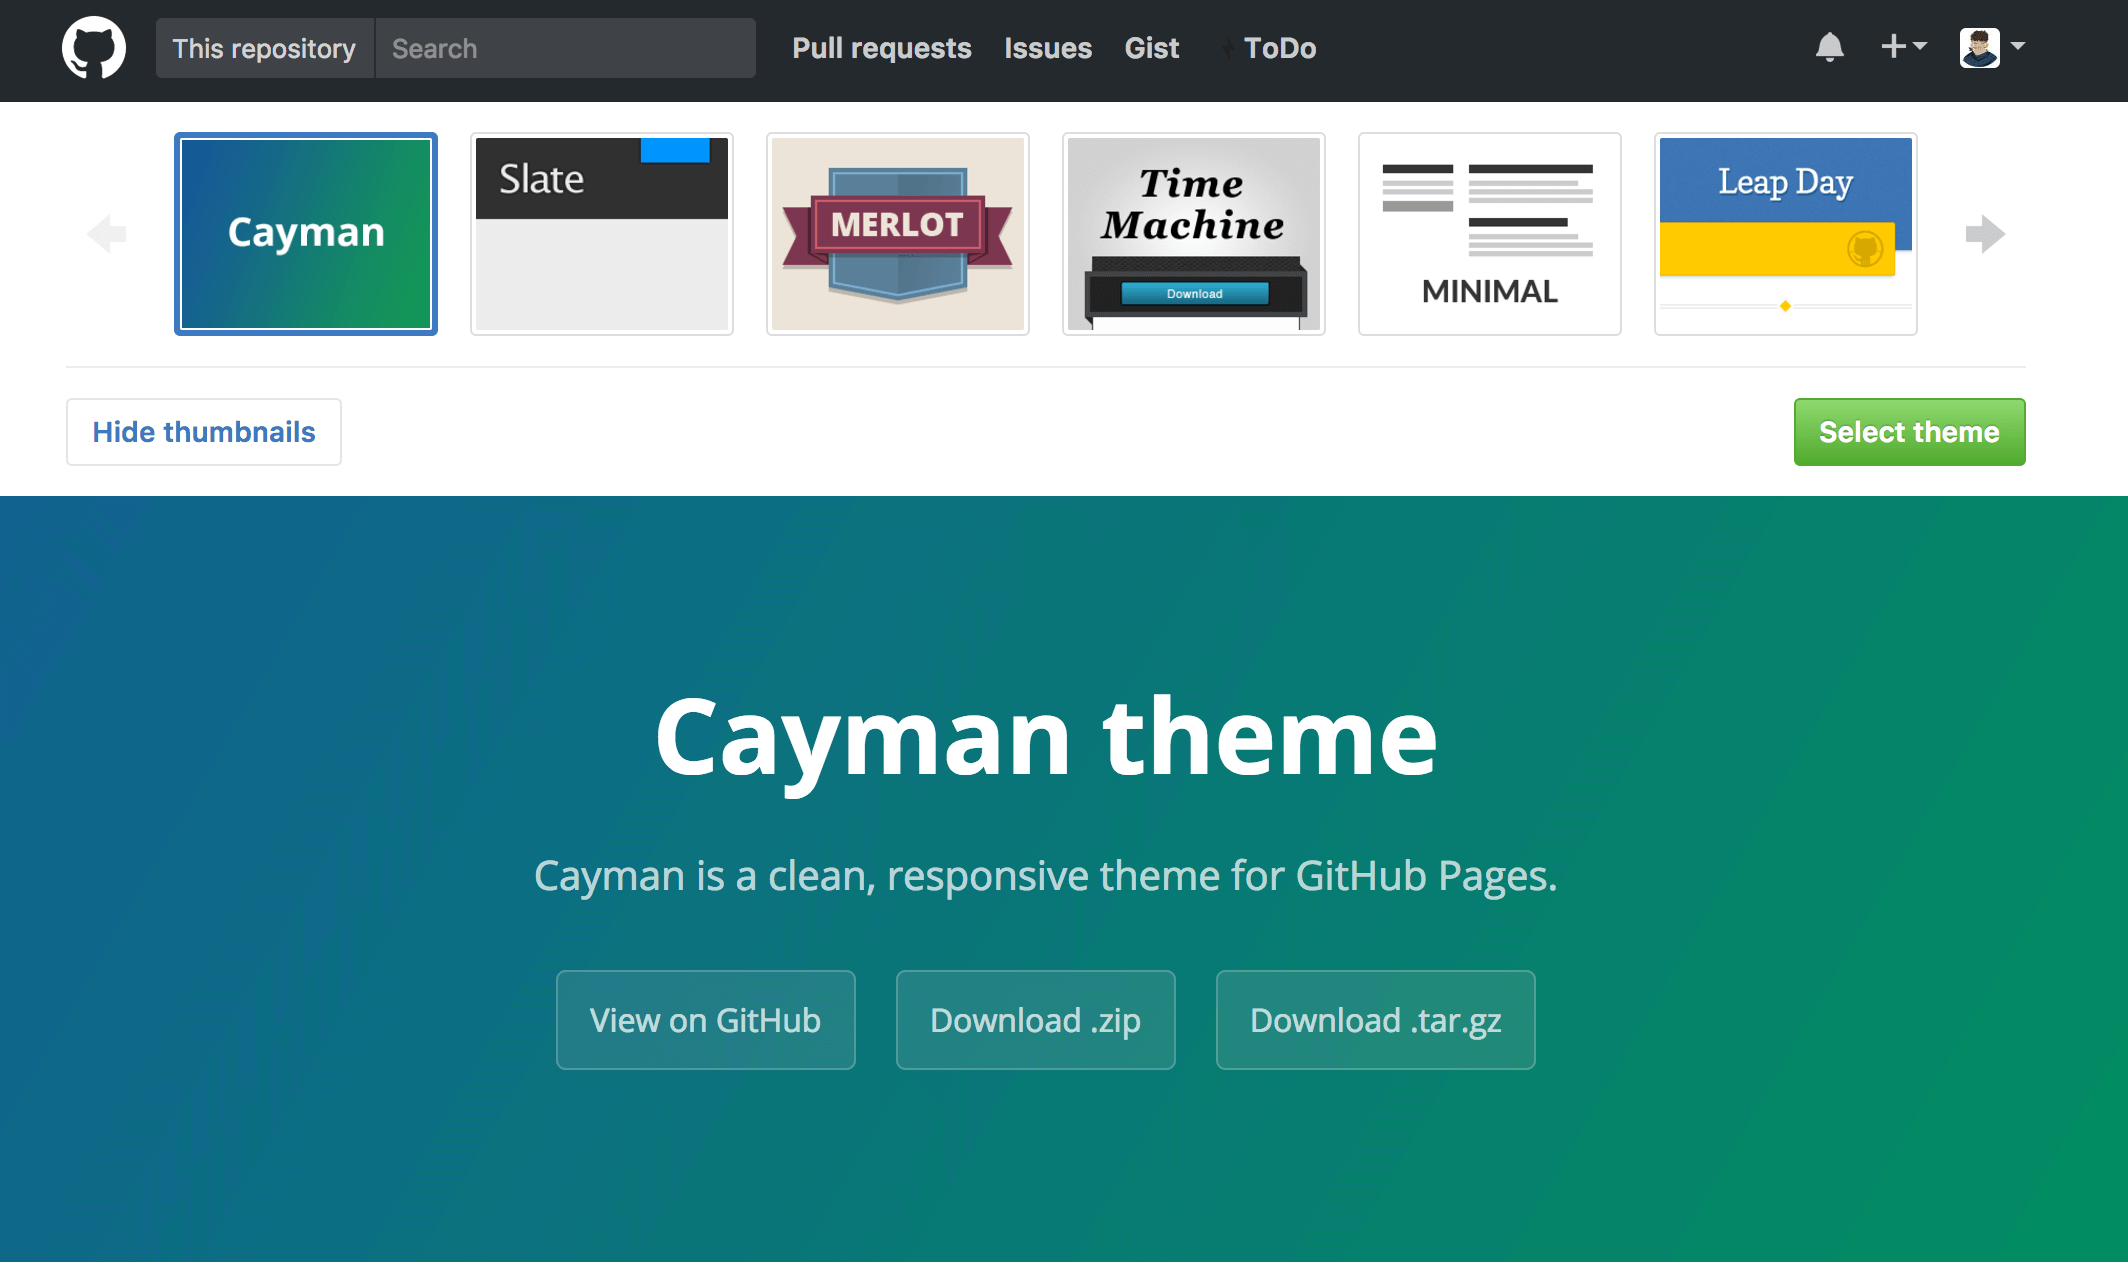 This repository Search Pull requests Issues Gist ToDo
Cayman
Slate
MERLOT
Time
Machine
Download
MINIMAL
Leap Day
Hide thumbnails
Select theme
Cayman theme
Cayman is a clean, responsive theme for GitHub Pages.
View on GitHub
Download .zip
Download .tar.gz